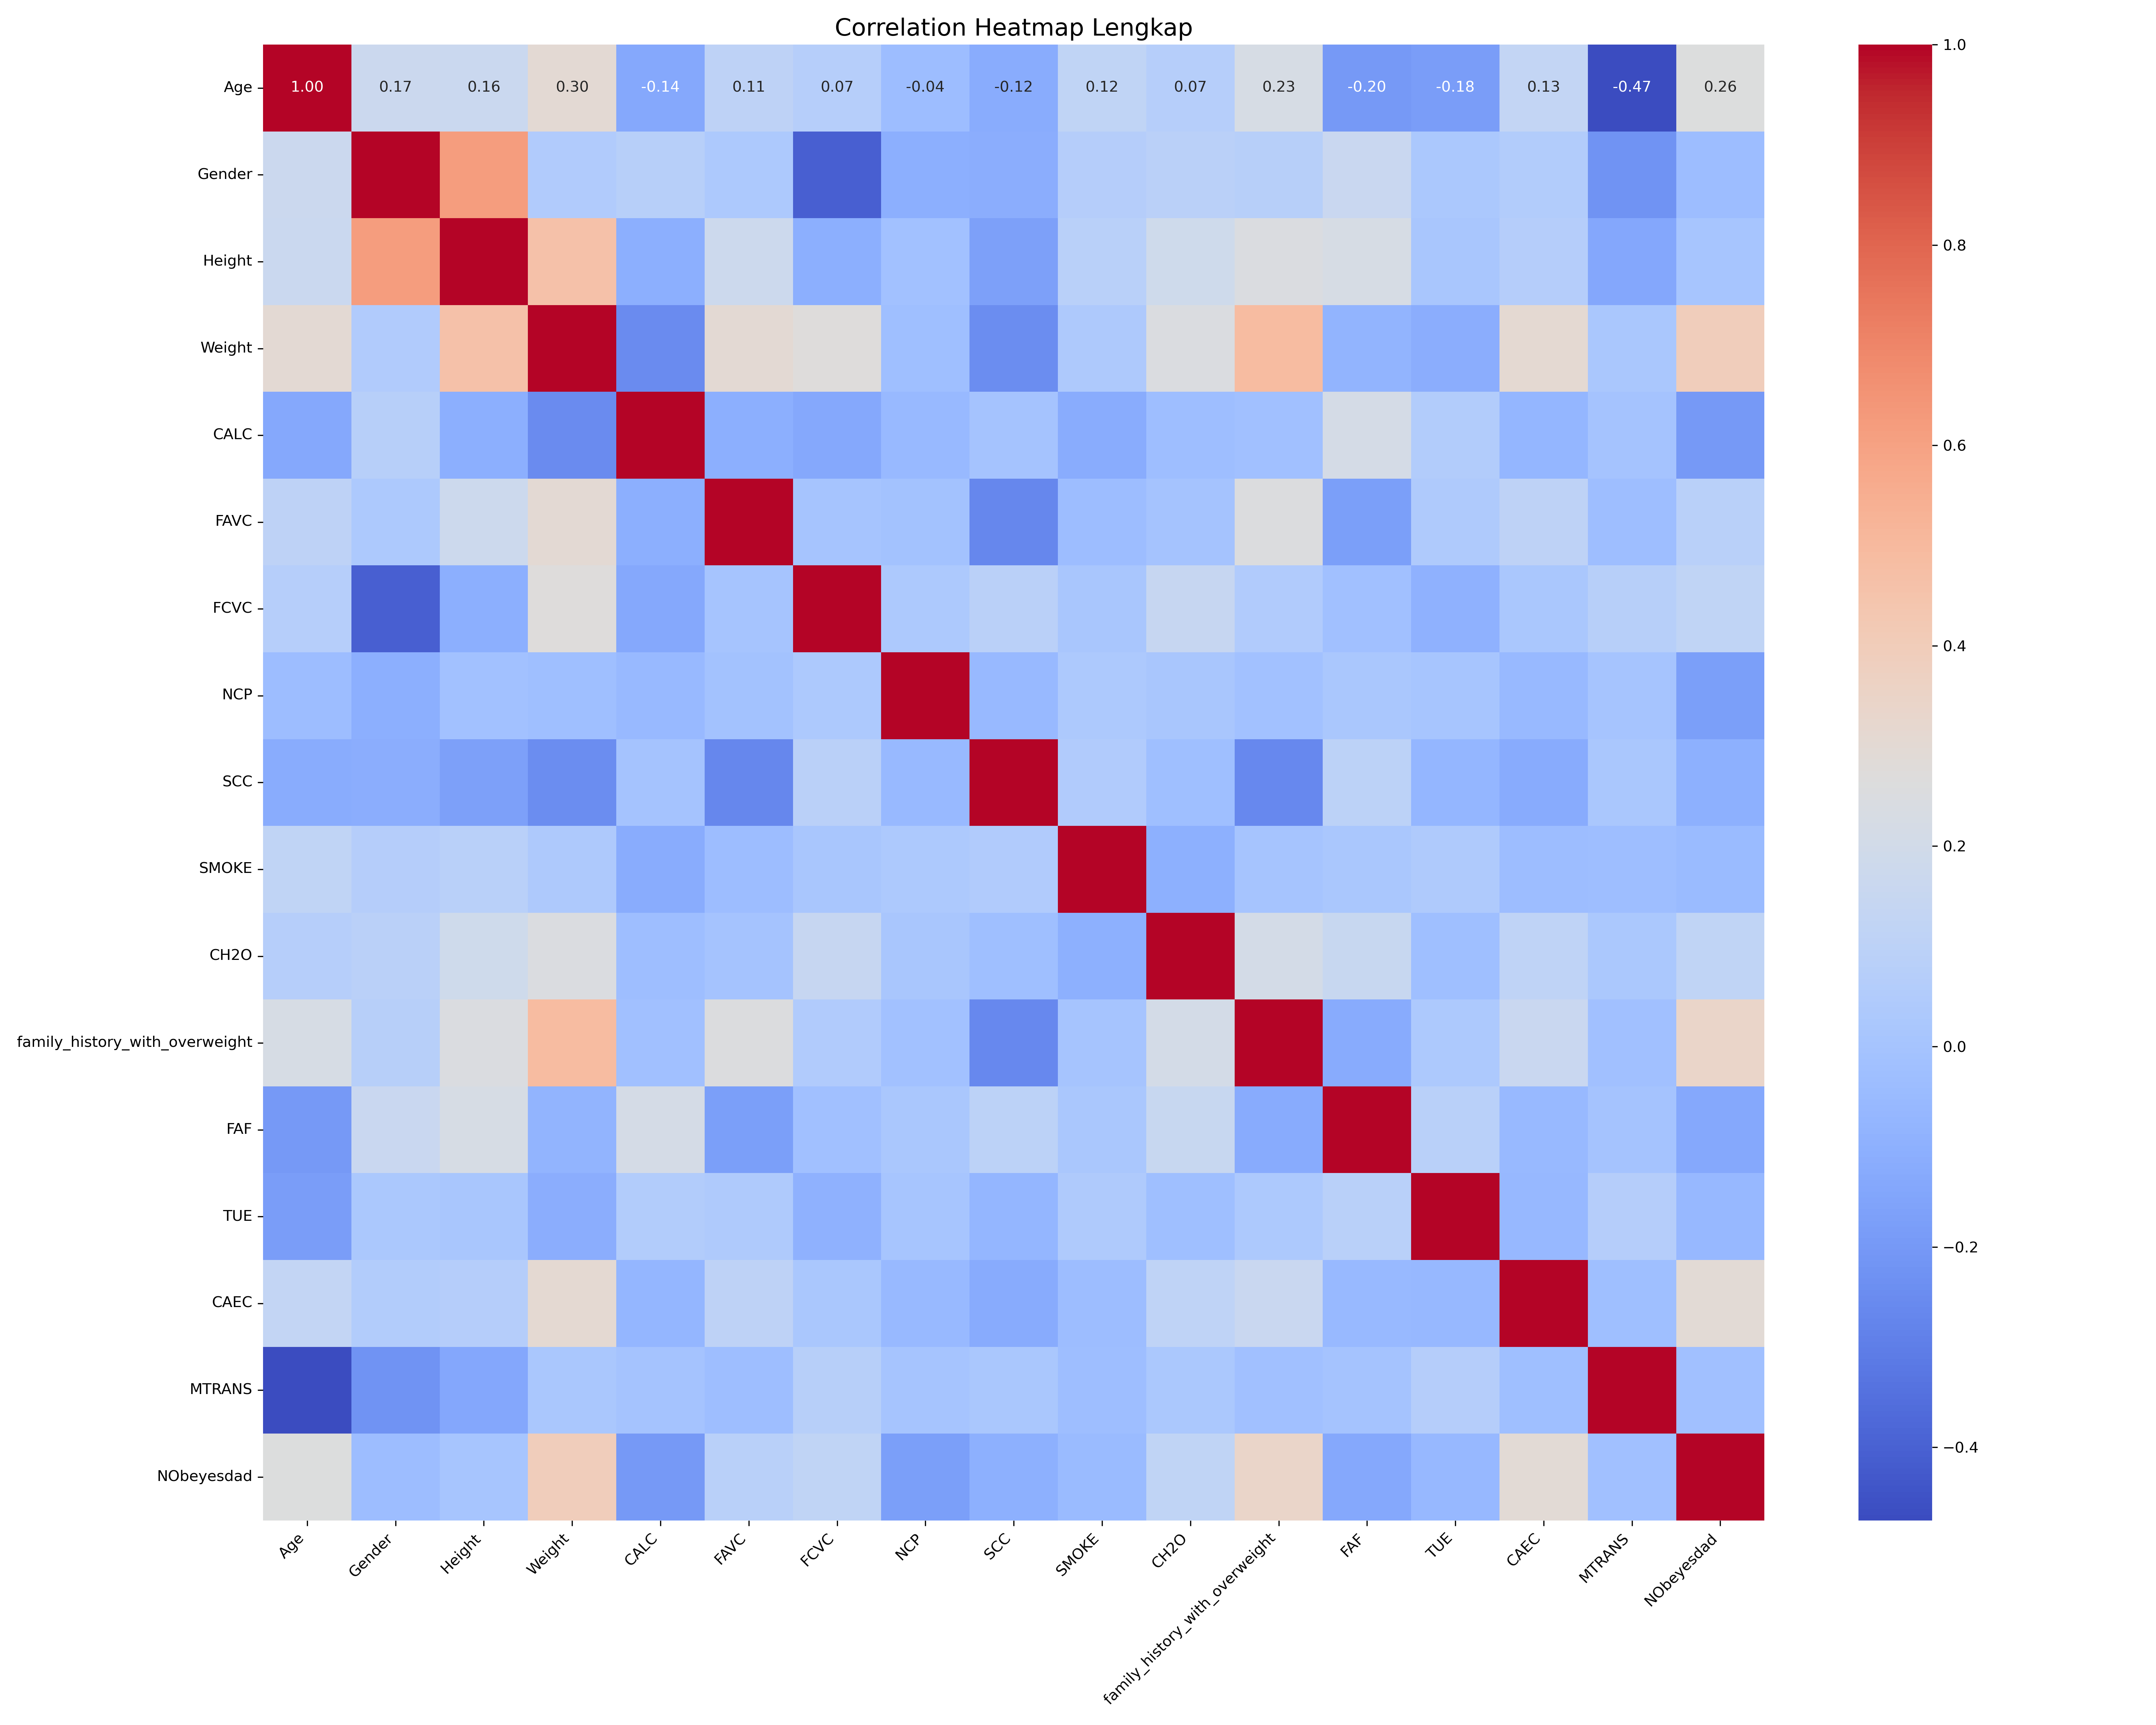 Correlation Heatmap Lengkap
Age 1.00 0.17 0.16 0.30 -0.14 0.11 0.07 -0.04 -0.12 0.12 0.07 0.23 -0.20 -0.18 0.13 -0.47 0.26
Gender
Height
Weight
CALC
FAVC
FCVC
NCP
SCC
SMOKE
CH2O
family_history_with_overweight
FAF
TUE
CAEC
MTRANS
NObeyesdad
Age Gender Height Weight CALC FAVC FCVC NCP SCC SMOKE CH2O family_history_with_overweight FAF TUE CAEC MTRANS NObeyesdad
1.0
0.8
0.6
0.4
0.2
0.0
−0.2
−0.4